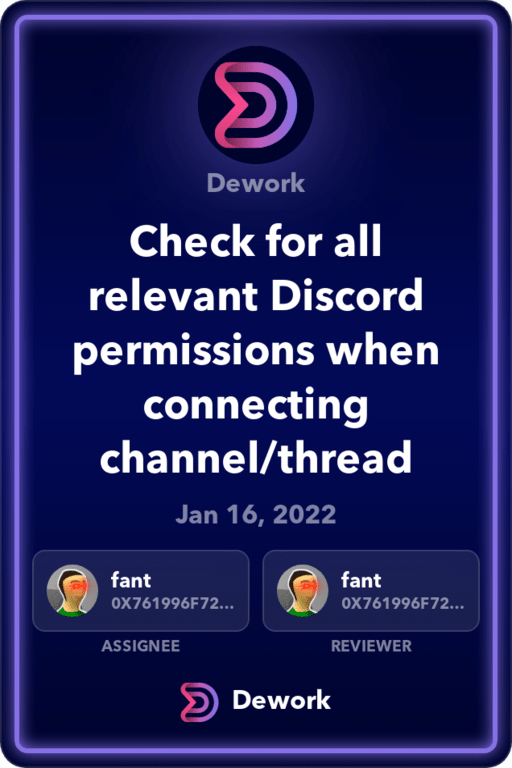 Dework
Check for all
relevant Discord
permissions when
connecting
channel/thread
Jan 16, 2022
fant
0X761996F72...
fant
0X761996F72...
ASSIGNEE
REVIEWER
Dework